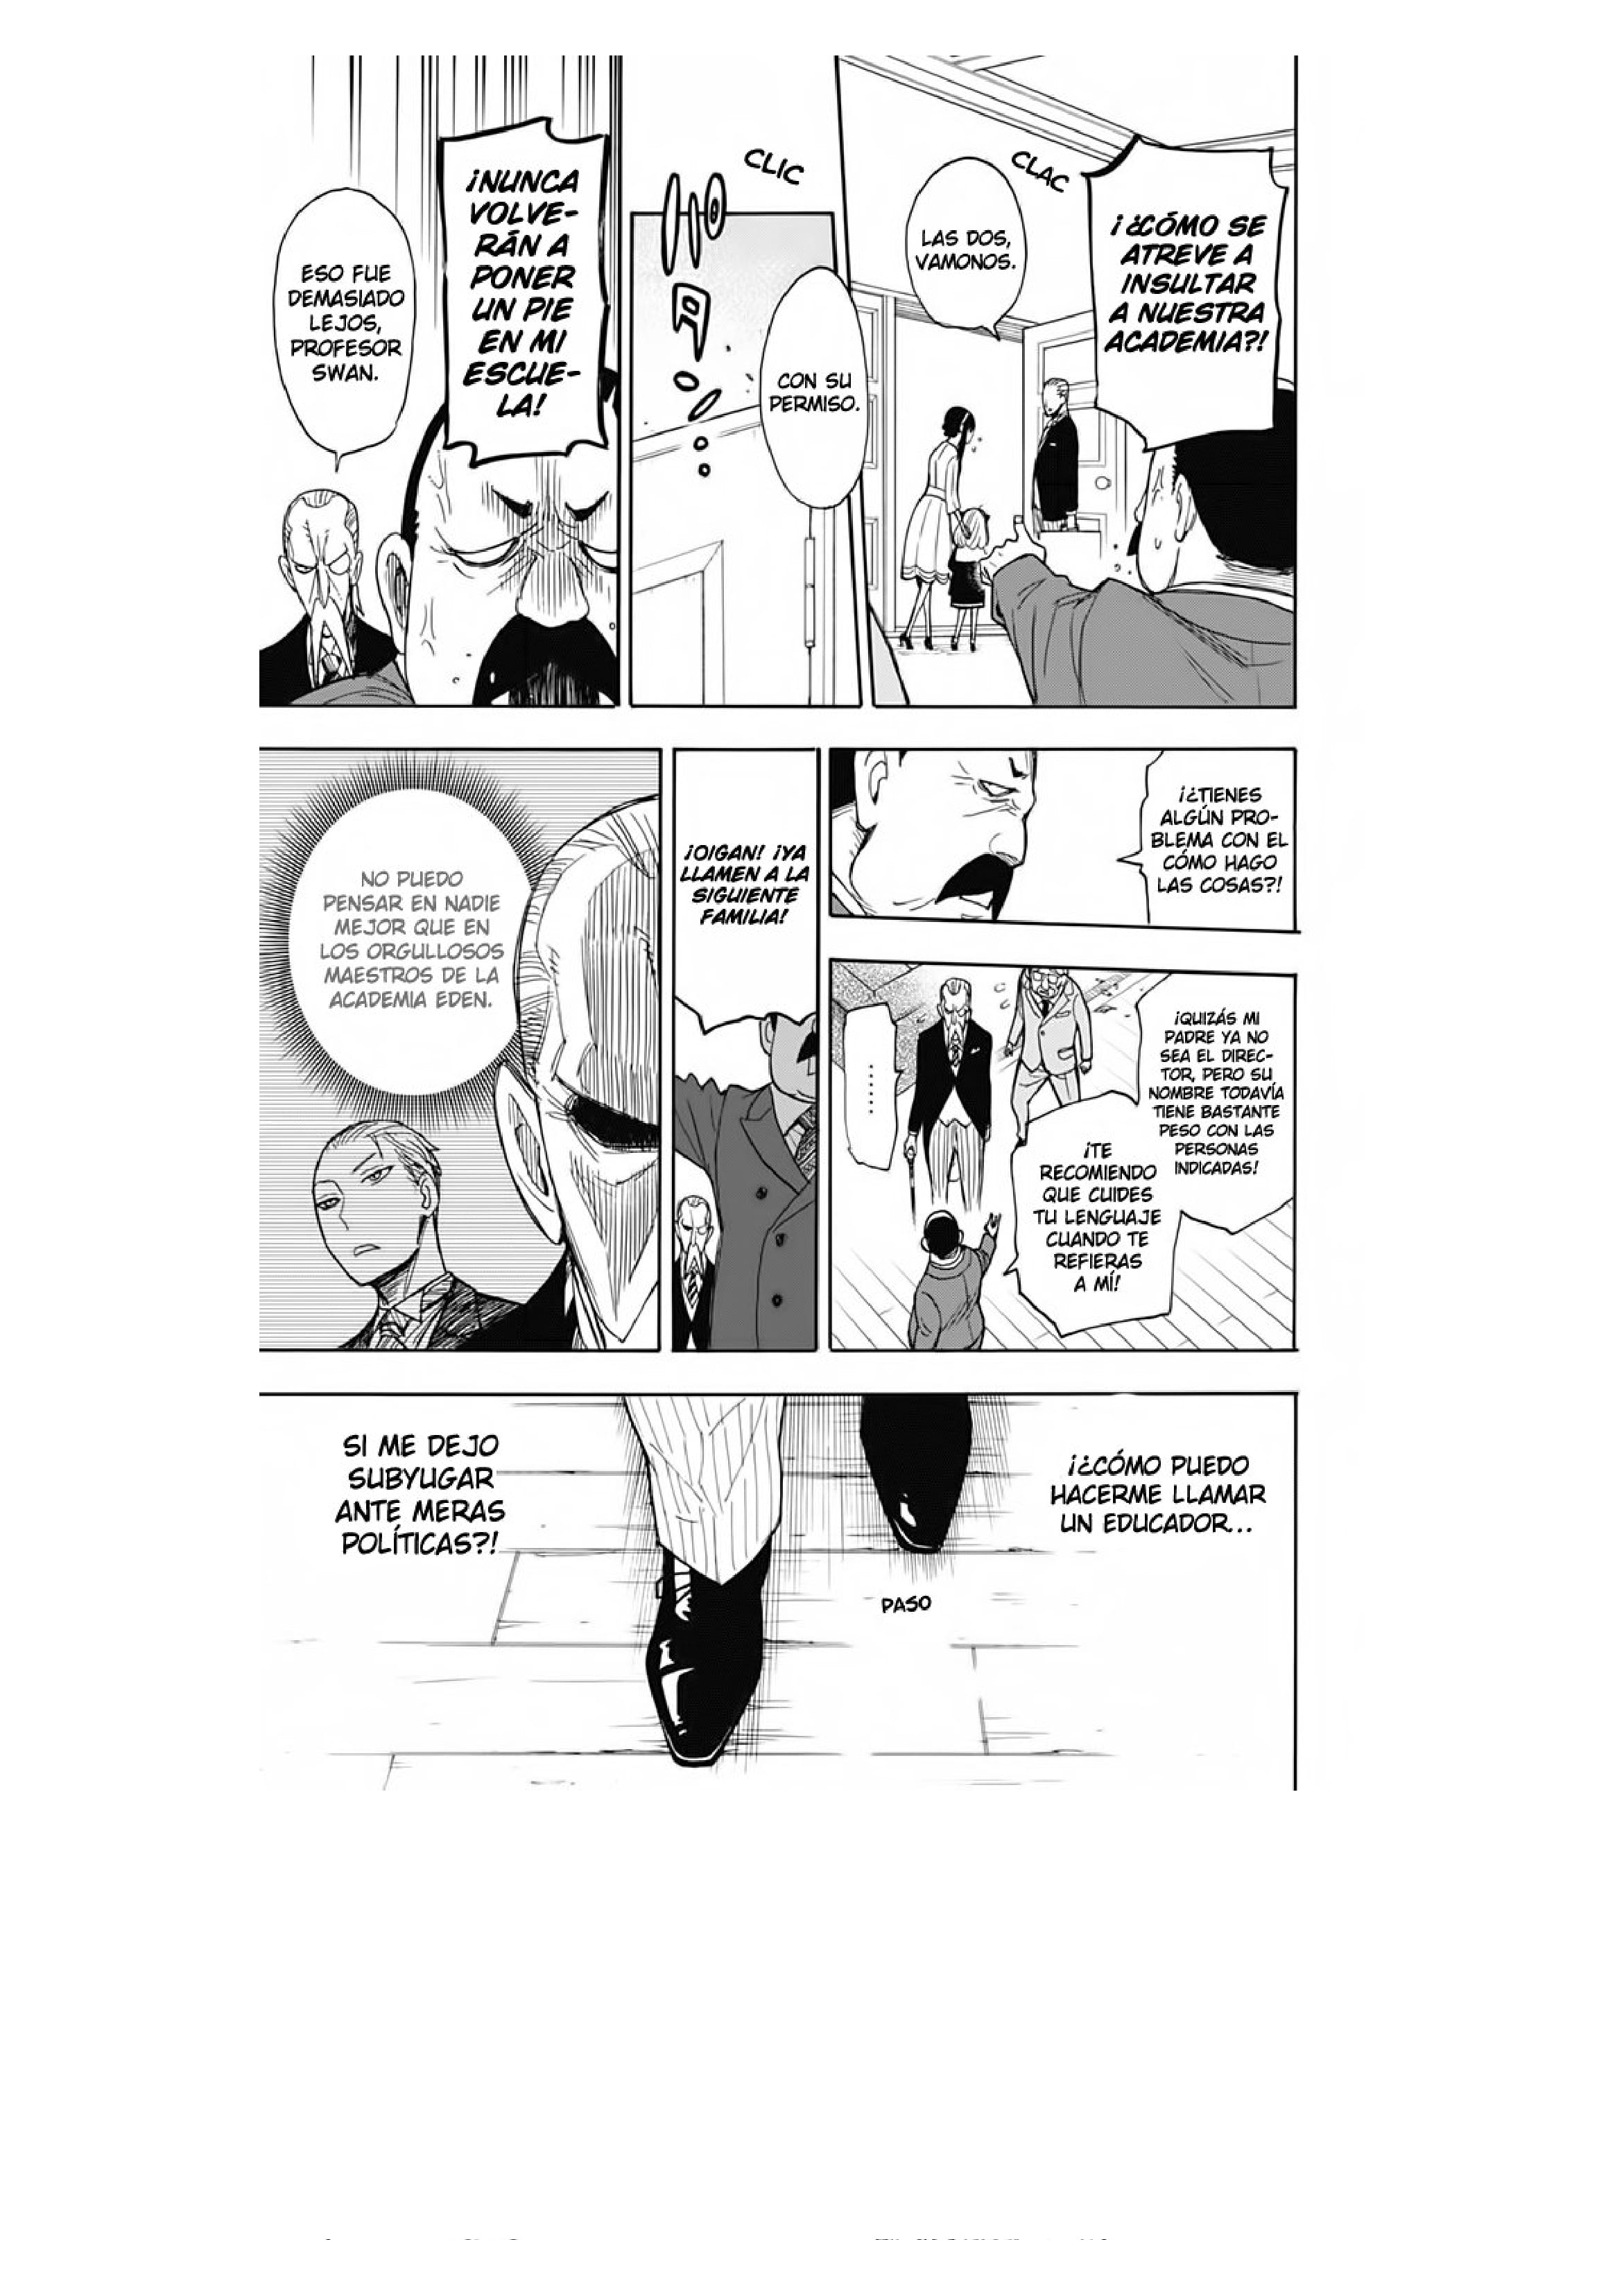 ¡¿CÓMO SE
ATREVE A
INSULTAR
A NUESTRA
ACADEMIA?!
CLAC
LAS DOS,
VAMONOS.
CLIC
CON SU
PERMISO.
¡NUNCA
VOLVE-
RÁN A
PONER
UN PIE
EN MI
ESCUE-
LA!
ESO FUE
DEMASIADO
LEJOS,
PROFESOR
SWAN.
¡¿TIENES
ALGÚN PRO-
BLEMA CON EL
CÓMO HAGO
LAS COSAS?!
¡QUIZÁS MI
PADRE YA NO
SEA EL DIREC-
TOR, PERO SU
NOMBRE TODAVÍA
TIENE BASTANTE
PESO CON LAS
PERSONAS
INDICADAS!
¡TE
RECOMIENDO
QUE CUIDES
TU LENGUAJE
CUANDO TE
REFIERAS
A MÍ!
......
¡OIGAN! ¡YA
LLAMEN A LA
SIGUIENTE
FAMILIA!
NO PUEDO
PENSAR EN NADIE
MEJOR QUE EN
LOS ORGULLOSOS
MAESTROS DE LA
ACADEMIA EDEN.
¡¿CÓMO PUEDO
HACERME LLAMAR
UN EDUCADOR...
PASO
SI ME DEJO
SUBYUGAR
ANTE MERAS
POLÍTICAS?!